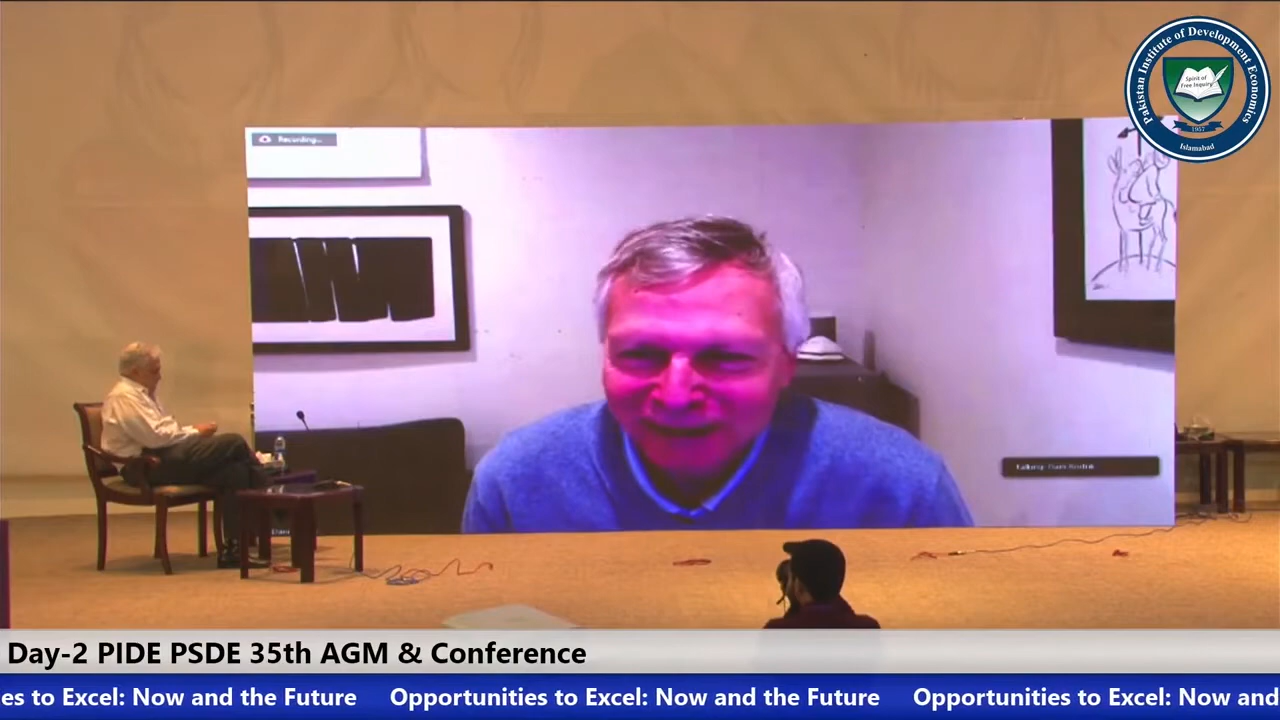 Recording...
Pakistan Institute of Development Economics
Spirit of
Free Inquiry
1957
Islamabad
Day-2 PIDE PSDE 35th AGM & Conference
es to Excel: Now and the Future Opportunities to Excel: Now and the Future Opportunities to Excel: Now and